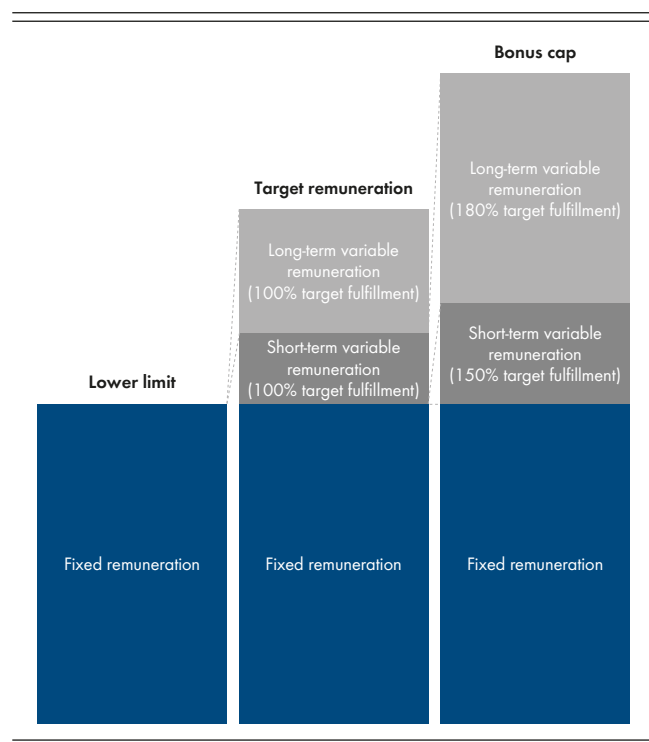 Bonus cap
Long-term variable
remuneration
(180% target fulfillment)
Target remuneration
Long-term variable
remuneration
(100% target fulfillment)
Short-term variable
remuneration
(150% target fulfillment)
Short-term variable
remuneration
(100% target fulfillment)
Lower limit
Fixed remuneration
Fixed remuneration
Fixed remuneration